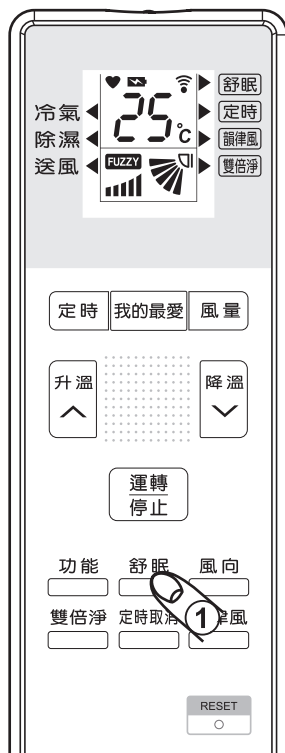 舒眠
冷氣 25℃ 定時
除濕 韻律風
送風 FUZZY 雙倍淨
定時 我的最愛 風量
升溫 降溫
運轉
停止
功能 舒眠 風向
雙倍淨 定時取消 律風
1
RESET